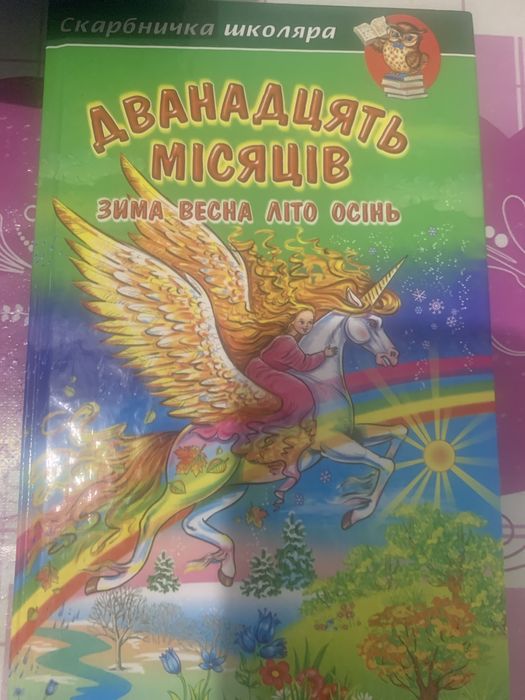 Скарбничка школяра
ДВАНАДЦЯТЬ
МІСЯЦІВ
ЗИМА ВЕСНА ЛІТО ОСІНЬ